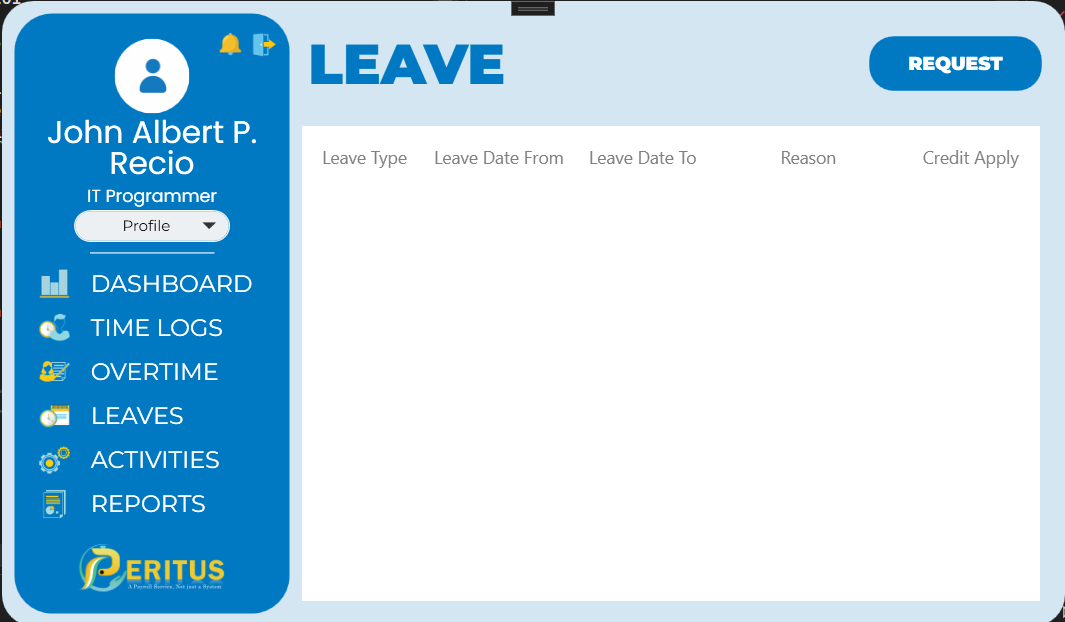 LEAVE
REQUEST
John Albert P.
Recio
IT Programmer
Profile
DASHBOARD
TIME LOGS
OVERTIME
LEAVES
ACTIVITIES
REPORTS
PERITUS
A Payroll Service, Not just a System
Leave Type Leave Date From Leave Date To Reason Credit Apply